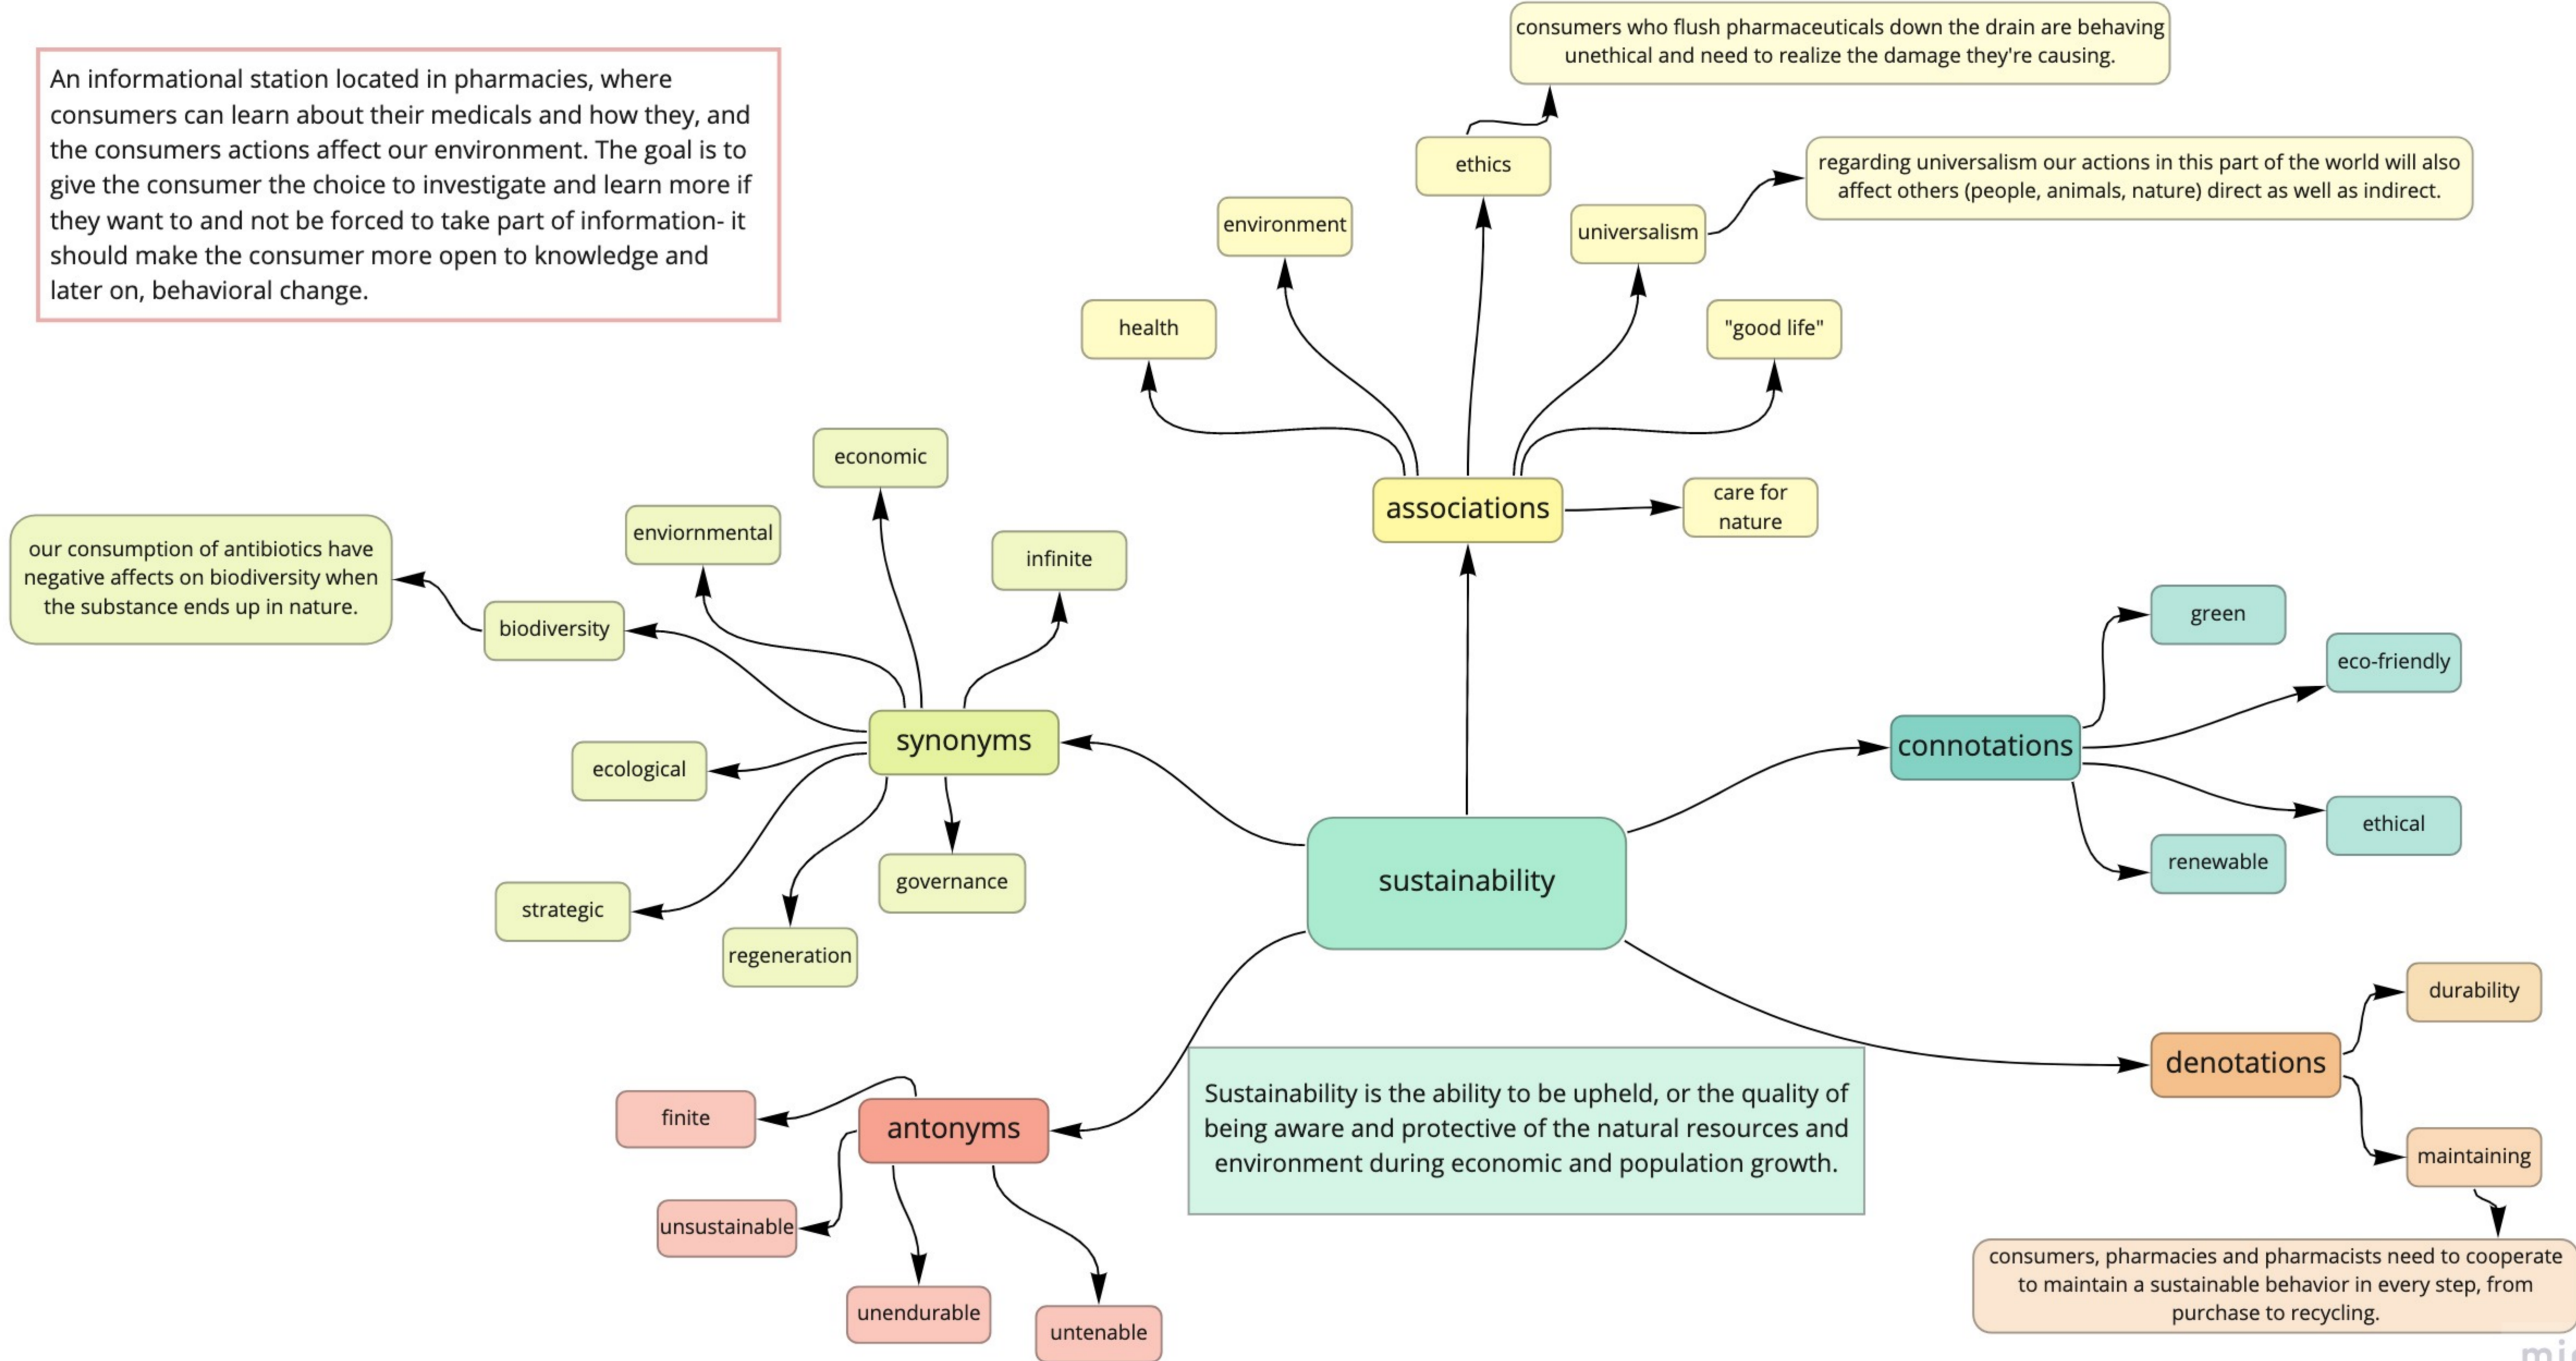 consumers who flush pharmaceuticals down the drain are behaving
unethical and need to realize the damage they're causing.
An informational station located in pharmacies, where
consumers can learn about their medicals and how they, and
the consumers actions affect our environment. The goal is to
give the consumer the choice to investigate and learn more if
they want to and not be forced to take part of information- it
should make the consumer more open to knowledge and
later on, behavioral change.
ethics
regarding universalism our actions in this part of the world will also
affect others (people, animals, nature) direct as well as indirect.
environment
universalism
health
"good life"
associations
care for
nature
economic
enviornmental
infinite
our consumption of antibiotics have
negative affects on biodiversity when
the substance ends up in nature.
biodiversity
synonyms
ecological
strategic
regeneration
governance
green
eco-friendly
connotations
ethical
renewable
sustainability
durability
denotations
maintaining
consumers, pharmacies and pharmacists need to cooperate
to maintain a sustainable behavior in every step, from
purchase to recycling.
Sustainability is the ability to be upheld, or the quality of
being aware and protective of the natural resources and
environment during economic and population growth.
finite
antonyms
unsustainable
unendurable
untenable